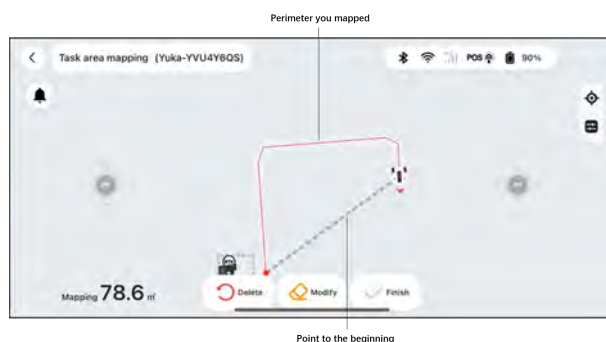 Perimeter you mapped
Task area mapping (Yuka-YVU4Y6QS)
POS
90%
Mapping 78.6 ㎡
Delete
Modify
Finish
Point to the beginning